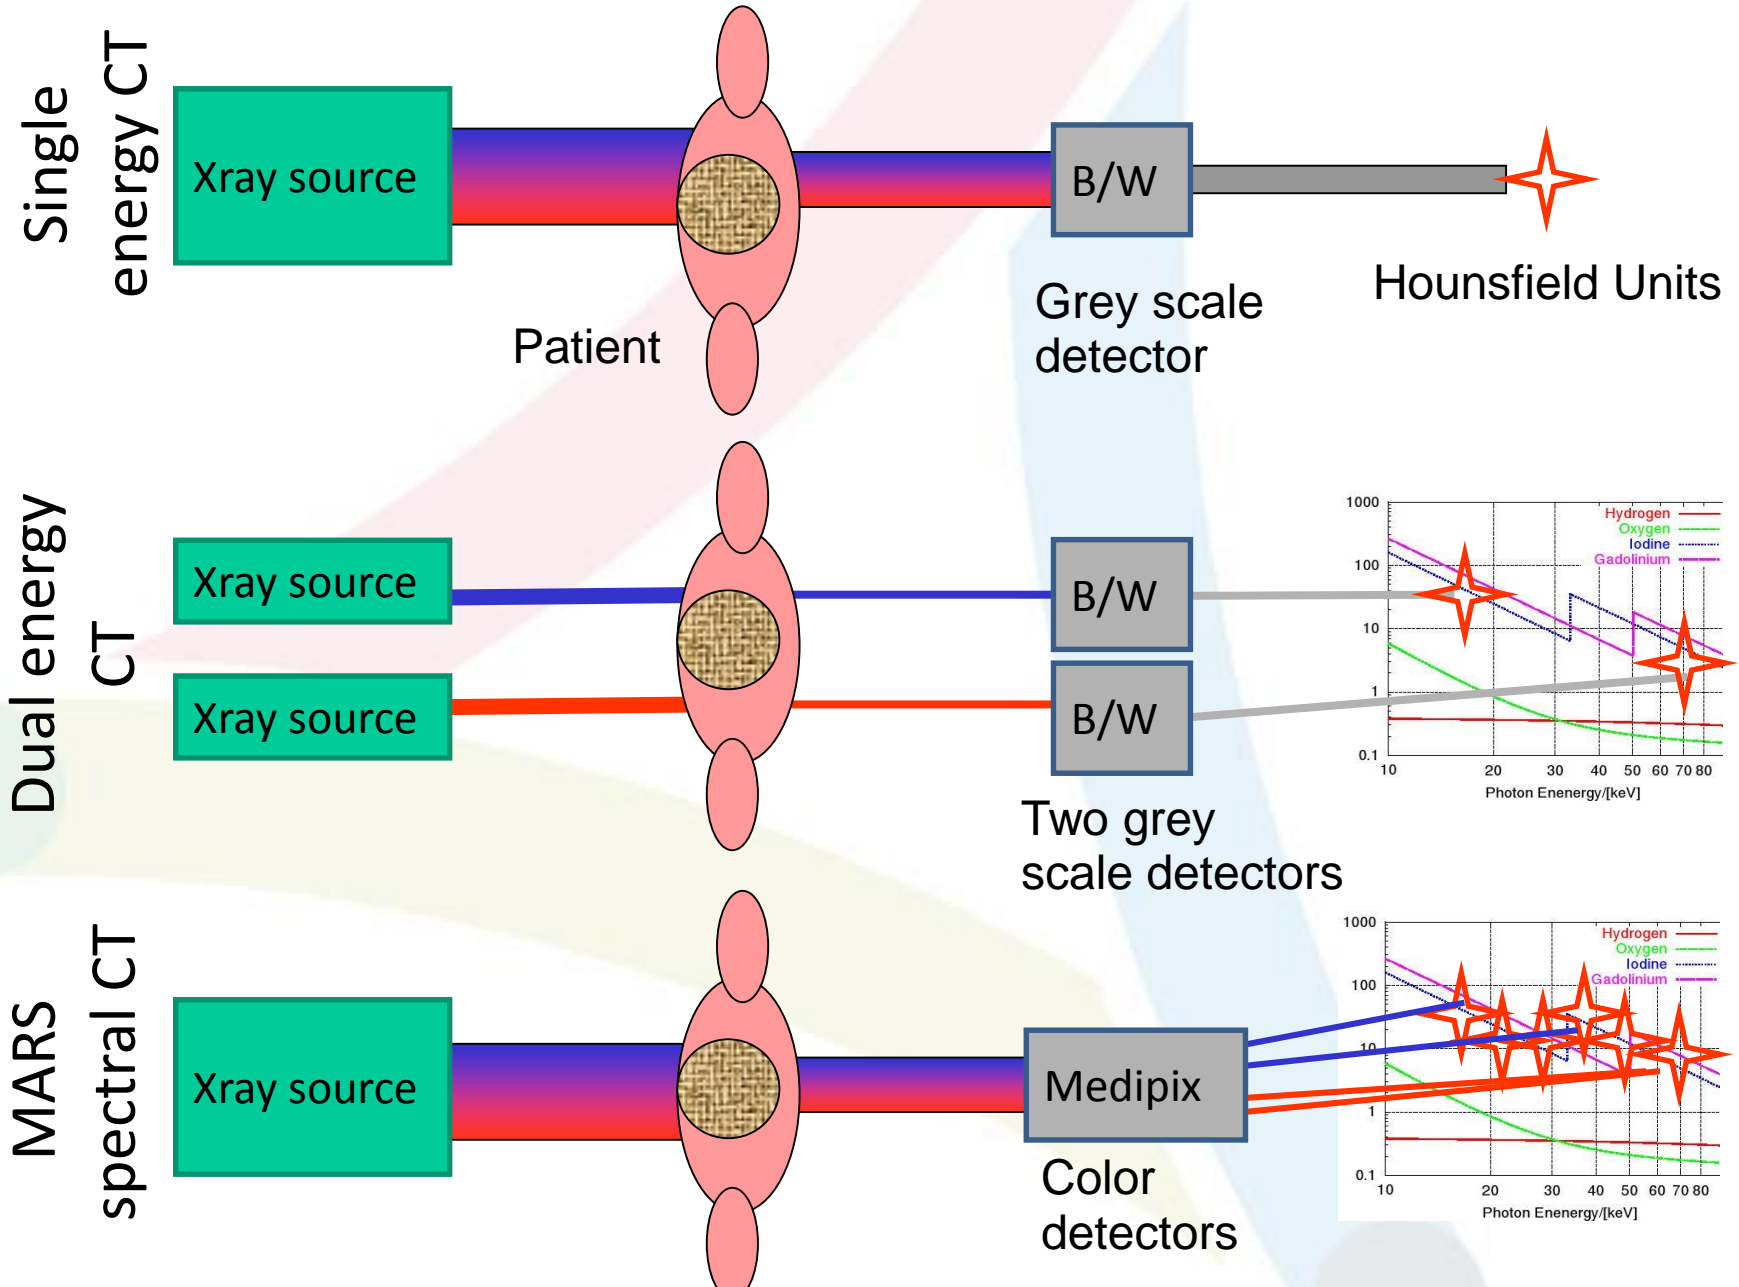 Single
energy CT
Xray source
Patient
B/W
Grey scale
detector
Hounsfield Units
Dual energy
CT
Xray source
Xray source
B/W
B/W
Two grey
scale detectors
1000
100
10
1
0.1
Hydrogen
Oxygen
Iodine
Gadolinium
10 20 30 40 50 60 70 80
Photon Enenergy/[keV]
MARS
spectral CT
Xray source
Medipix
Color
detectors
1000
100
10
1
0.1
Hydrogen
Oxygen
Iodine
Gadolinium
10 20 30 40 50 60 70 80
Photon Enenergy/[keV]